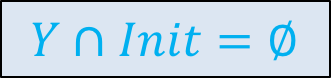 Y ∩ Init = ∅